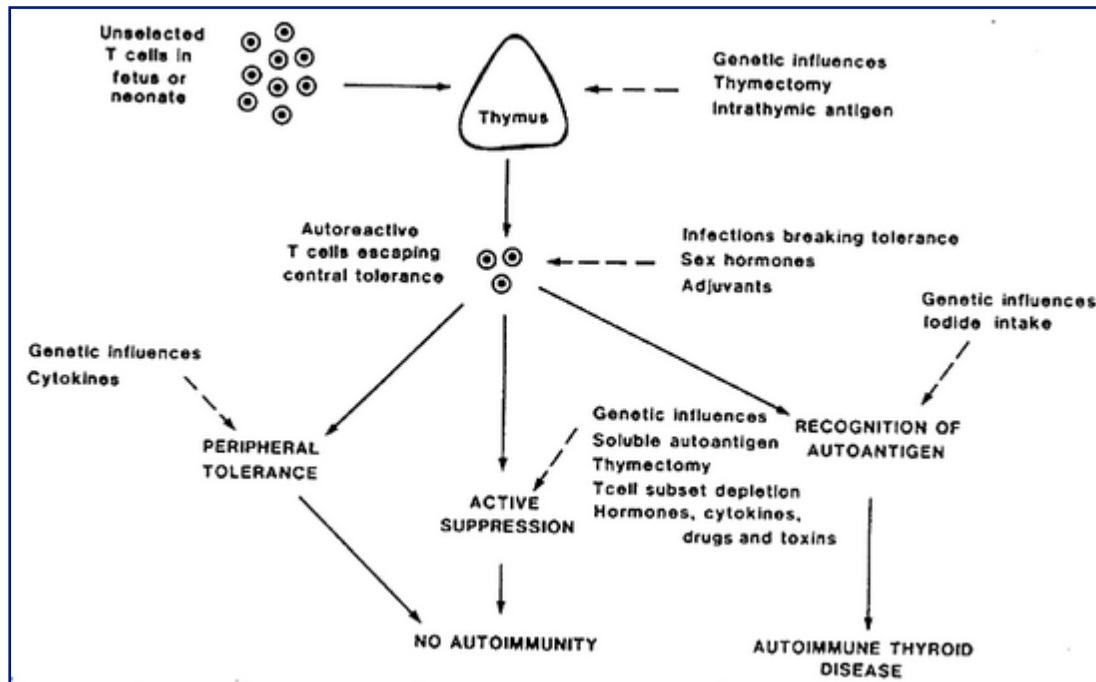 Unselected
T cells in
fetus or
neonate
Thymus
Genetic influences
Thymectomy
Intrathymic antigen
Autoreactive
T cells escaping
central tolerance
Infections breaking tolerance
Sex hormones
Adjuvants
Genetic influences
Iodide intake
Genetic influences
Cytokines
PERIPHERAL
TOLERANCE
Genetic influences
Soluble autoantigen
Thymectomy
Tcell subset depletion
Hormones, cytokines,
drugs and toxins
ACTIVE
SUPPRESSION
RECOGNITION OF
AUTOANTIGEN
NO AUTOIMMUNITY
AUTOIMMUNE THYROID
DISEASE